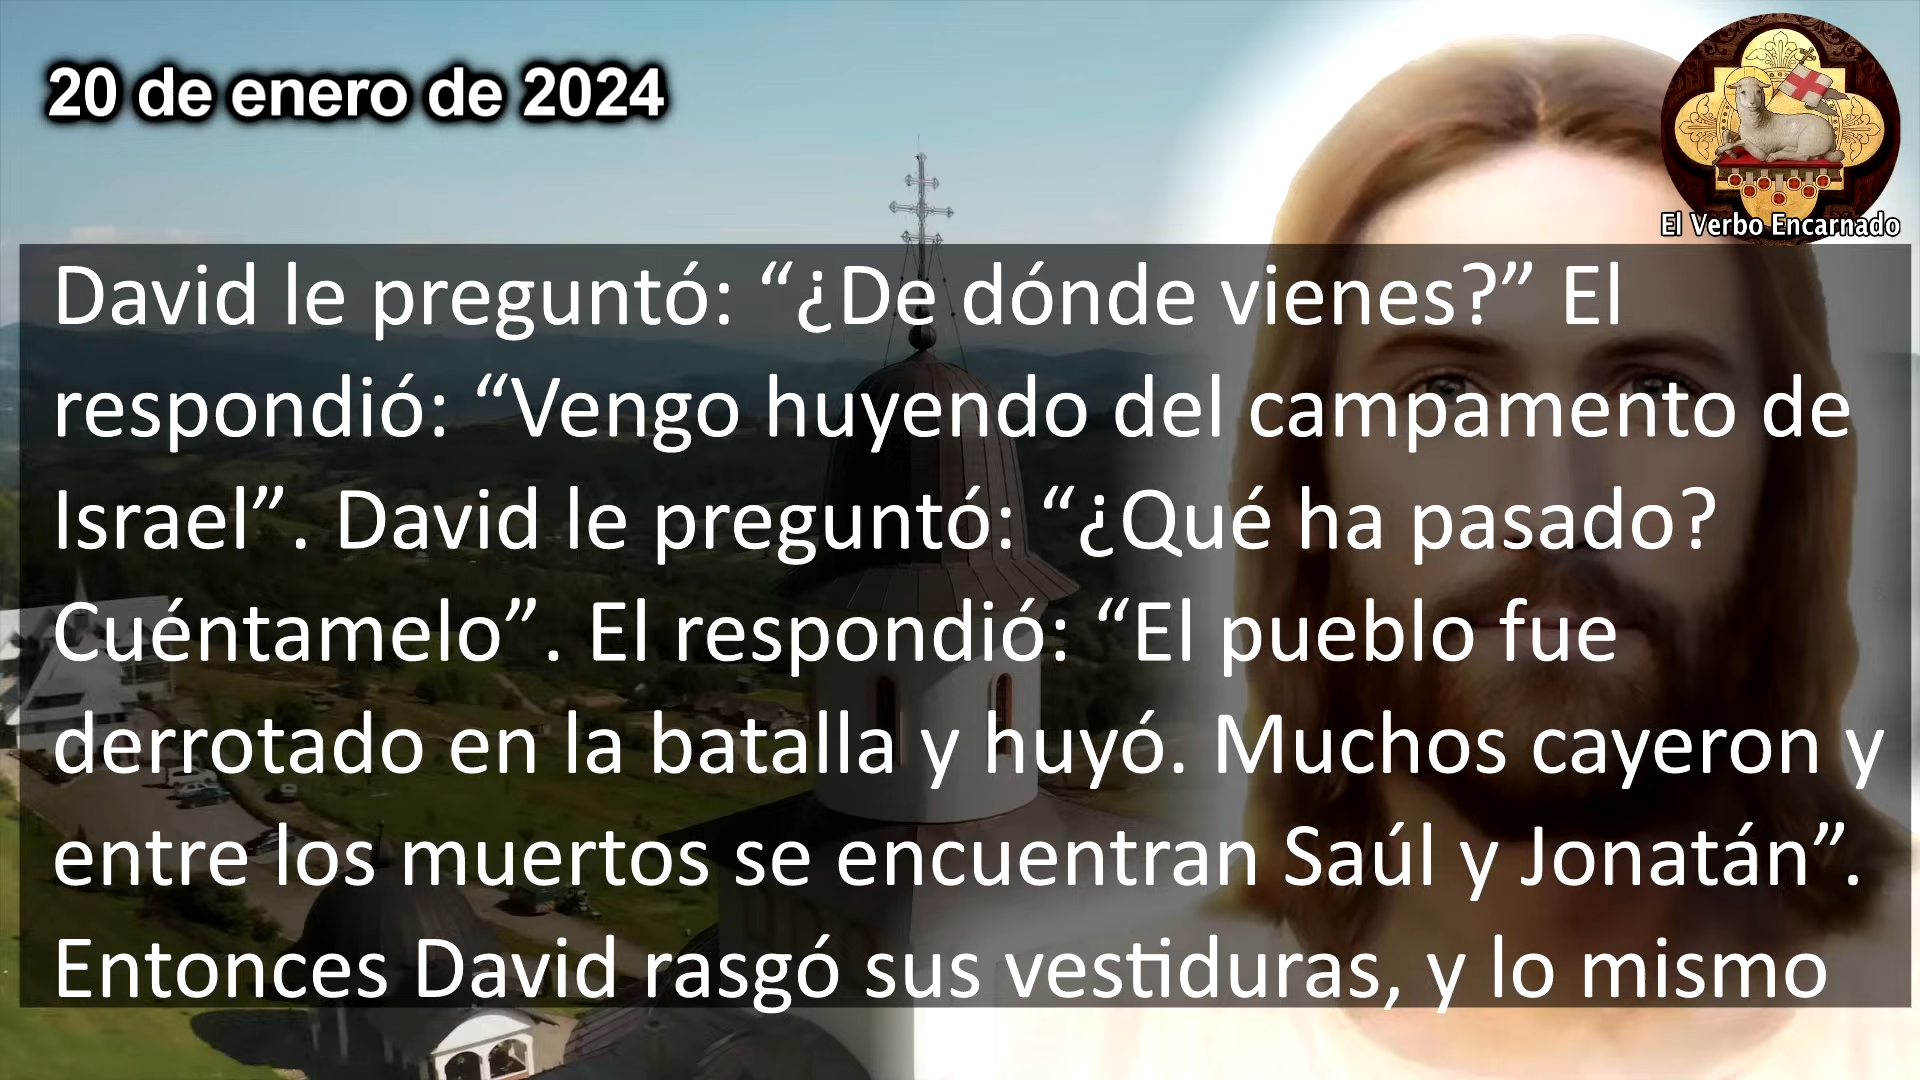 20 de enero de 2024
El Verbo Encarnado
David le preguntó: “¿De dónde vienes?” El
respondió: “Vengo huyendo del campamento de
Israel”. David le preguntó: “¿Qué ha pasado?
Cuéntamelo”. El respondió: “El pueblo fue
derrotado en la batalla y huyó. Muchos cayeron y
entre los muertos se encuentran Saúl y Jonatán”.
Entonces David rasgó sus vestiduras, y lo mismo